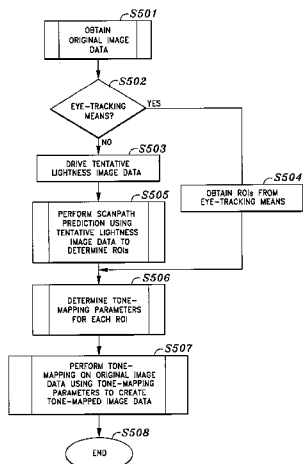 S501
OBTAIN
ORIGINAL IMAGE
DATA
S502
EYE-TRACKING
MEANS?
YES
NO
S503
DRIVE TENTATIVE
LIGHTNESS IMAGE DATA
S504
OBTAIN ROIs FROM
EYE-TRACKING MEANS
S505
PERFORM SCANPATH
PREDICTION USING
TENTATIVE LIGHTNESS
IMAGE DATA TO
DETERMINE ROIs
S506
DETERMINE TONE-
MAPPING PARAMETERS
FOR EACH ROI
S507
PERFORM TONE-
MAPPING ON ORIGINAL IMAGE
DATA USING TONE-MAPPING
PARAMETERS TO CREATE
TONE-MAPPED IMAGE DATA
S508
END